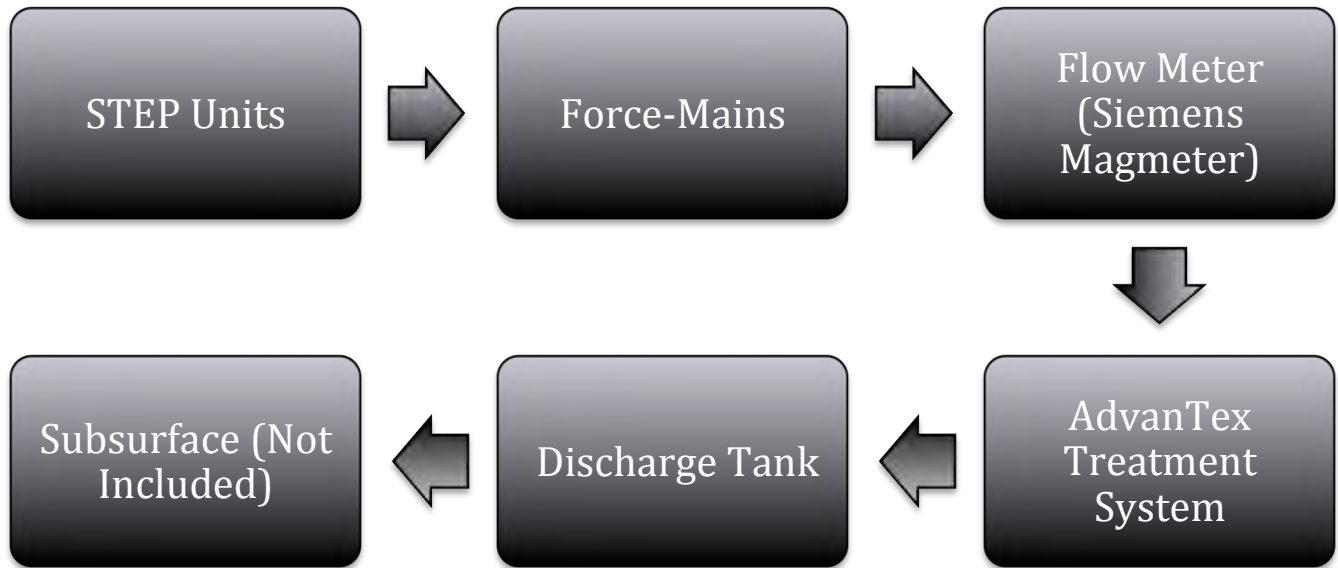 STEP Units
Force-Mains
Flow Meter
(Siemens
Magmeter)
AdvanTex
Treatment
System
Discharge Tank
Subsurface (Not
Included)